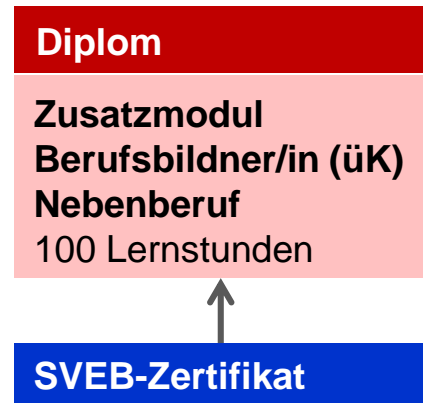 Diplom
Zusatzmodul
Berufsbildner/in (üK)
Nebenberuf
100 Lernstunden
SVEB-Zertifikat